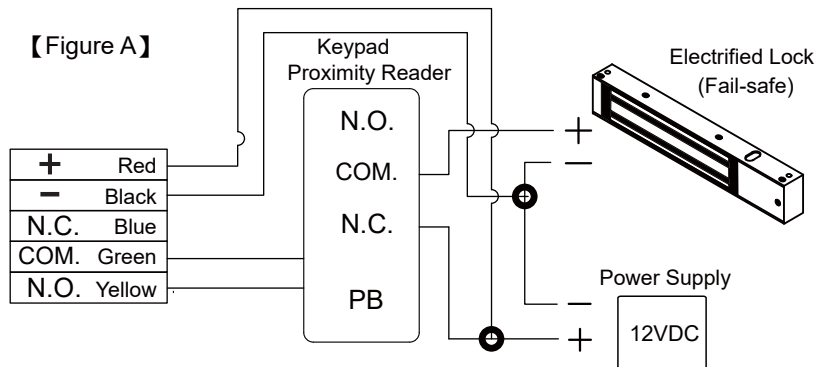 【Figure A】
Keypad
Proximity Reader
Electrified Lock
(Fail-safe)
N.O.
COM.
N.C.
PB
+ Red
− Black
N.C. Blue
COM. Green
N.O. Yellow
+
−
Power Supply
−
+
12VDC